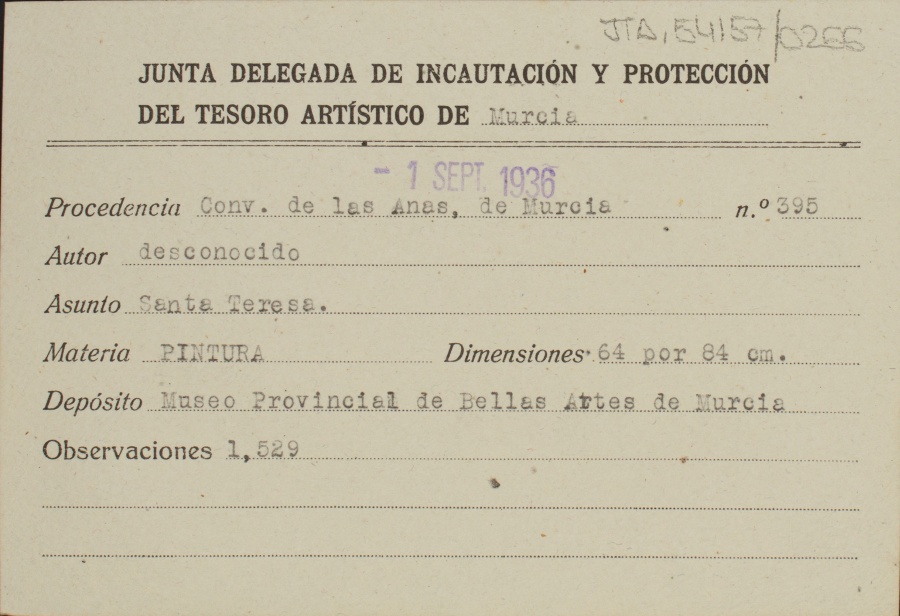 JTA, 54157/0266
JUNTA DELEGADA DE INCAUTACIÓN Y PROTECCIÓN
DEL TESORO ARTÍSTICO DE Murcia
- 1 SEPT. 1936
Procedencia Conv. de las Anas, de Murcia n.º 395
Autor desconocido
Asunto Santa Teresa.
Materia PINTURA Dimensiones 64 por 84 cm.
Depósito Museo Provincial de Bellas Artes de Murcia
Observaciones 1,529